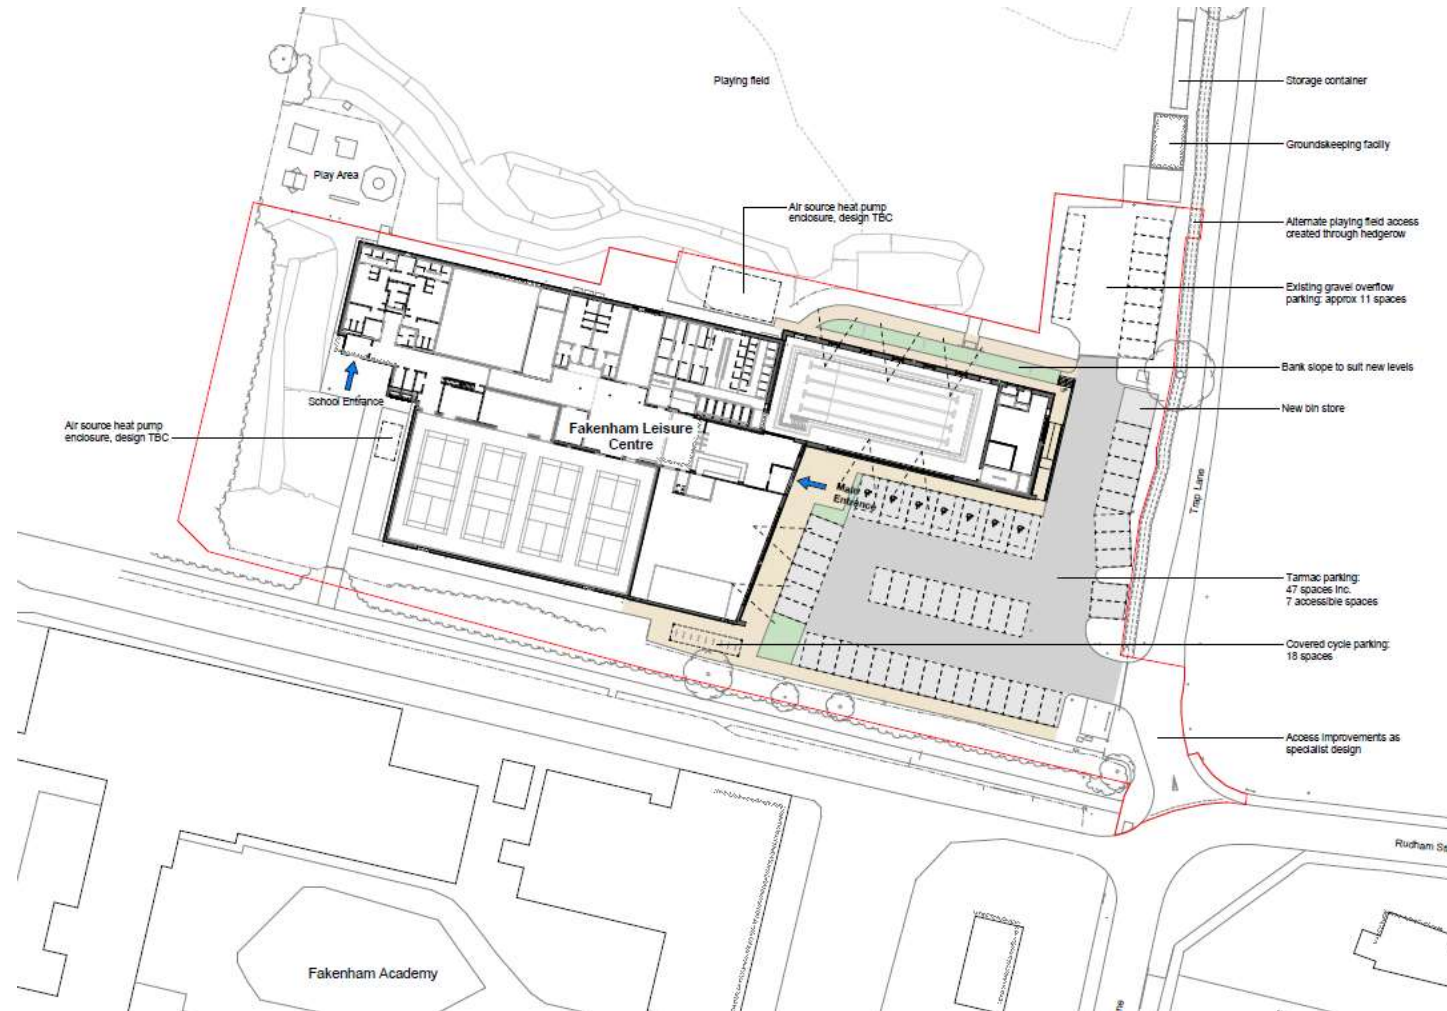 Playing field
Storage container
Groundskeeping faciliy
Play Area
Air source heat pump
enclosure, design TBC
Alternate playing field access
created through hedgerow
Existing gravel overflow
parking: approx 11 spaces
Bank slope to suit new levels
School Entrance
New bin store
Air source heat pump
enclosure, design TBC
Fakenham Leisure
Centre
Main
Entrance
Trap Lane
Tarmac parking:
47 spaces inc.
7 accessible spaces
Covered cycle parking:
18 spaces
Access improvements as
specialist design
Rudham
Fakenham Academy